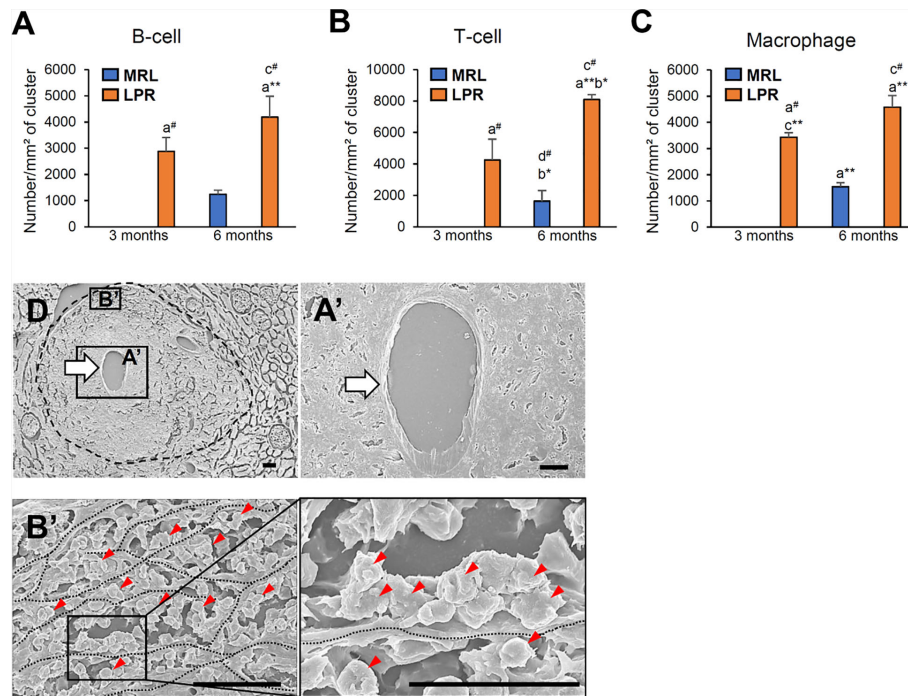 A
B-cell
Number/mm² of cluster
6000
5000
4000
3000
2000
1000
0
MRL
LPR
a#
c#
a**
3 months
6 months
B
T-cell
Number/mm² of cluster
10000
8000
6000
4000
2000
0
MRL
LPR
a#
d#
b*
c#
a**b*
3 months
6 months
C
Macrophage
Number/mm² of cluster
6000
5000
4000
3000
2000
1000
0
MRL
LPR
a#
c**
a**
c#
a**
3 months
6 months
D
B'
A'
A'
B'